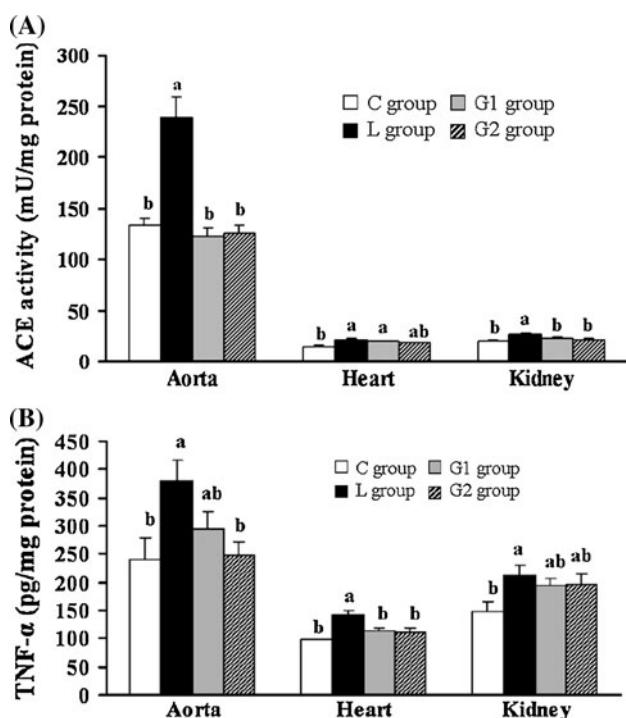 (A)
ACE activity (mU/mg protein)
300
250
200
150
100
50
0
C group G1 group
L group G2 group
a
b b b
b a a ab
b a b b
Aorta Heart Kidney
(B)
TNF-α (pg/mg protein)
450
400
350
300
250
200
150
100
50
0
C group G1 group
L group G2 group
a
b ab b
b a b b
b a ab ab
Aorta Heart Kidney